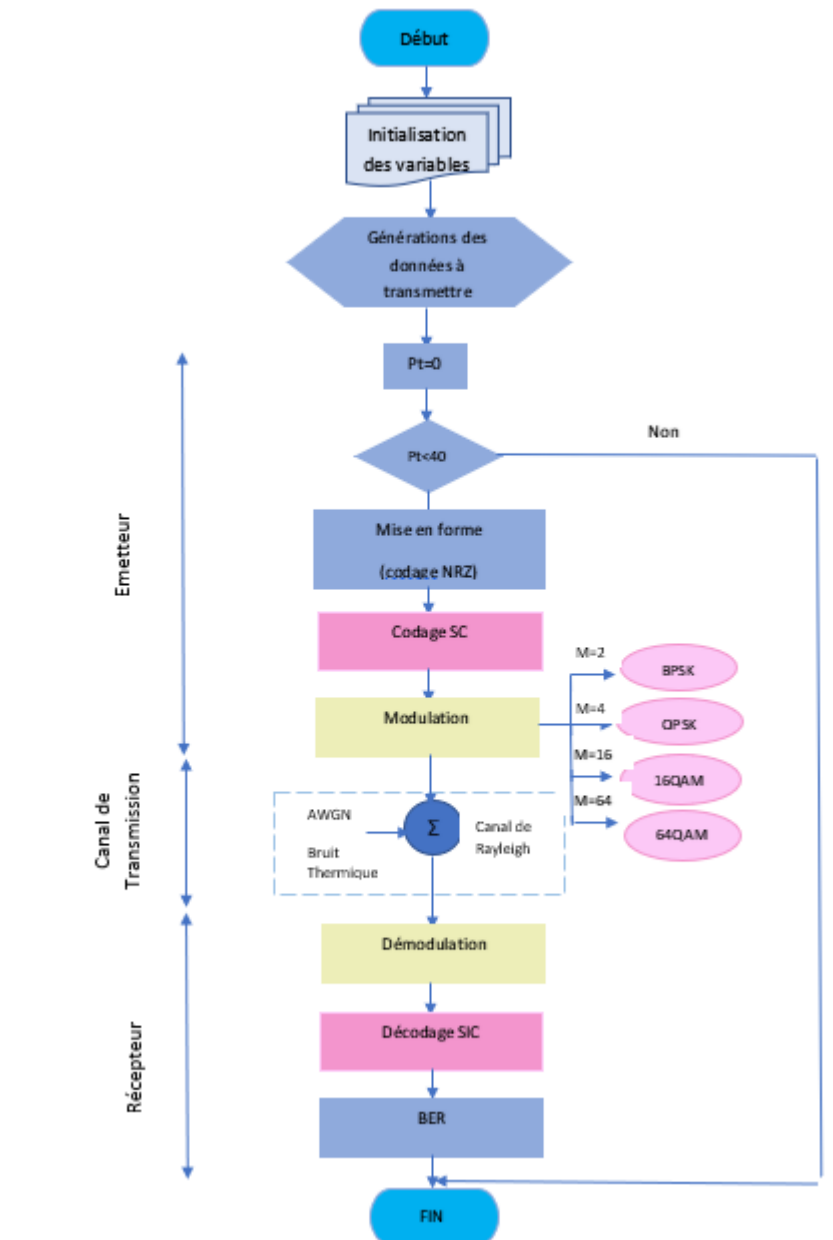 Début
Initialisation
des variables
Générations des
données à
transmettre
Pt=0
Non
Pt<40
Mise en forme
(codage NRZ)
Emetteur
Codage SC
M=2
BPSK
Modulation
M=4
QPSK
M=16
16QAM
M=64
64QAM
Canal de
Transmission
AWGN
Bruit
Thermique
Σ
Canal de
Rayleigh
Démodulation
Décodage SIC
Récepteur
BER
FIN